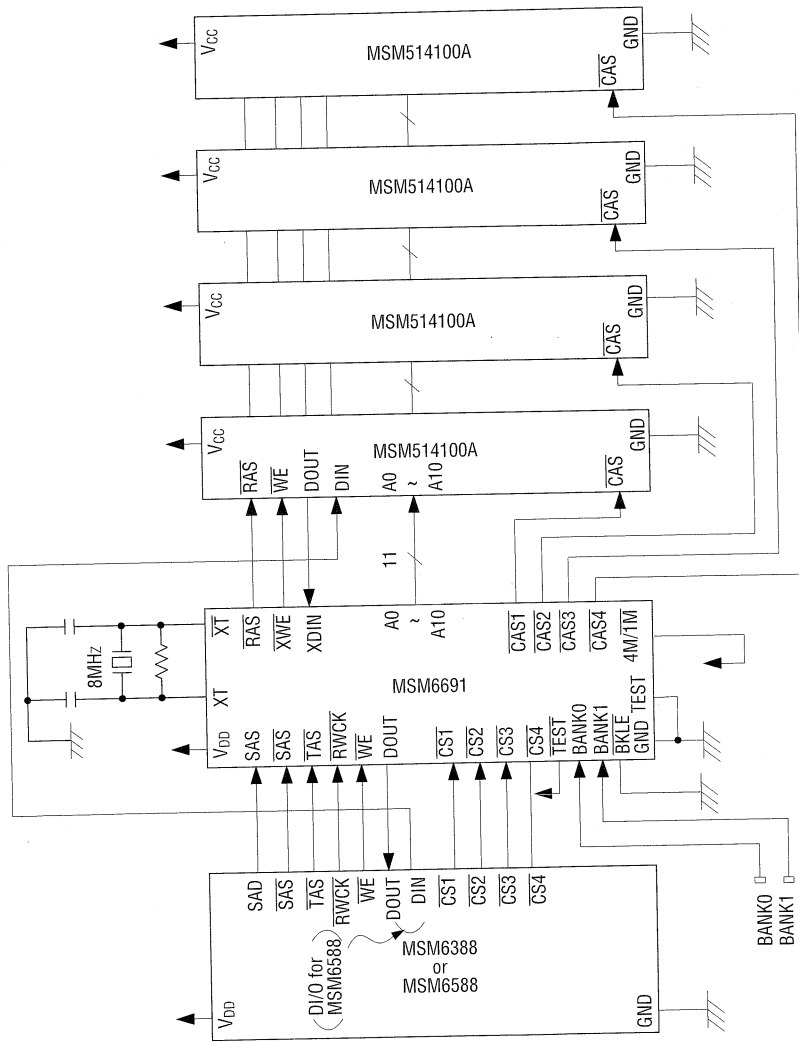 VCC
MSM514100A
CAS
GND
VCC
MSM514100A
CAS
GND
VCC
MSM514100A
CAS
GND
VCC
MSM514100A
RAS
WE
DOUT
DIN
A0
~
A10
CAS
GND
11
8MHz
XT
RAS
XWE
XDIN
A0
~
A10
CAS1
CAS2
CAS3
CAS4
4M/1M
MSM6691
XT
VDD
SAS
SAS
TAS
RWCK
WE
DOUT
CS1
CS2
CS3
CS4
TEST
BANK0
BANK1
BKLE
GND
TEST
SAD
SAS
TAS
RWCK
WE
DOUT
DIN
CS1
CS2
CS3
CS4
(DI/O for
MSM6588)
MSM6388
or
MSM6588
VDD
GND
BANK0
BANK1